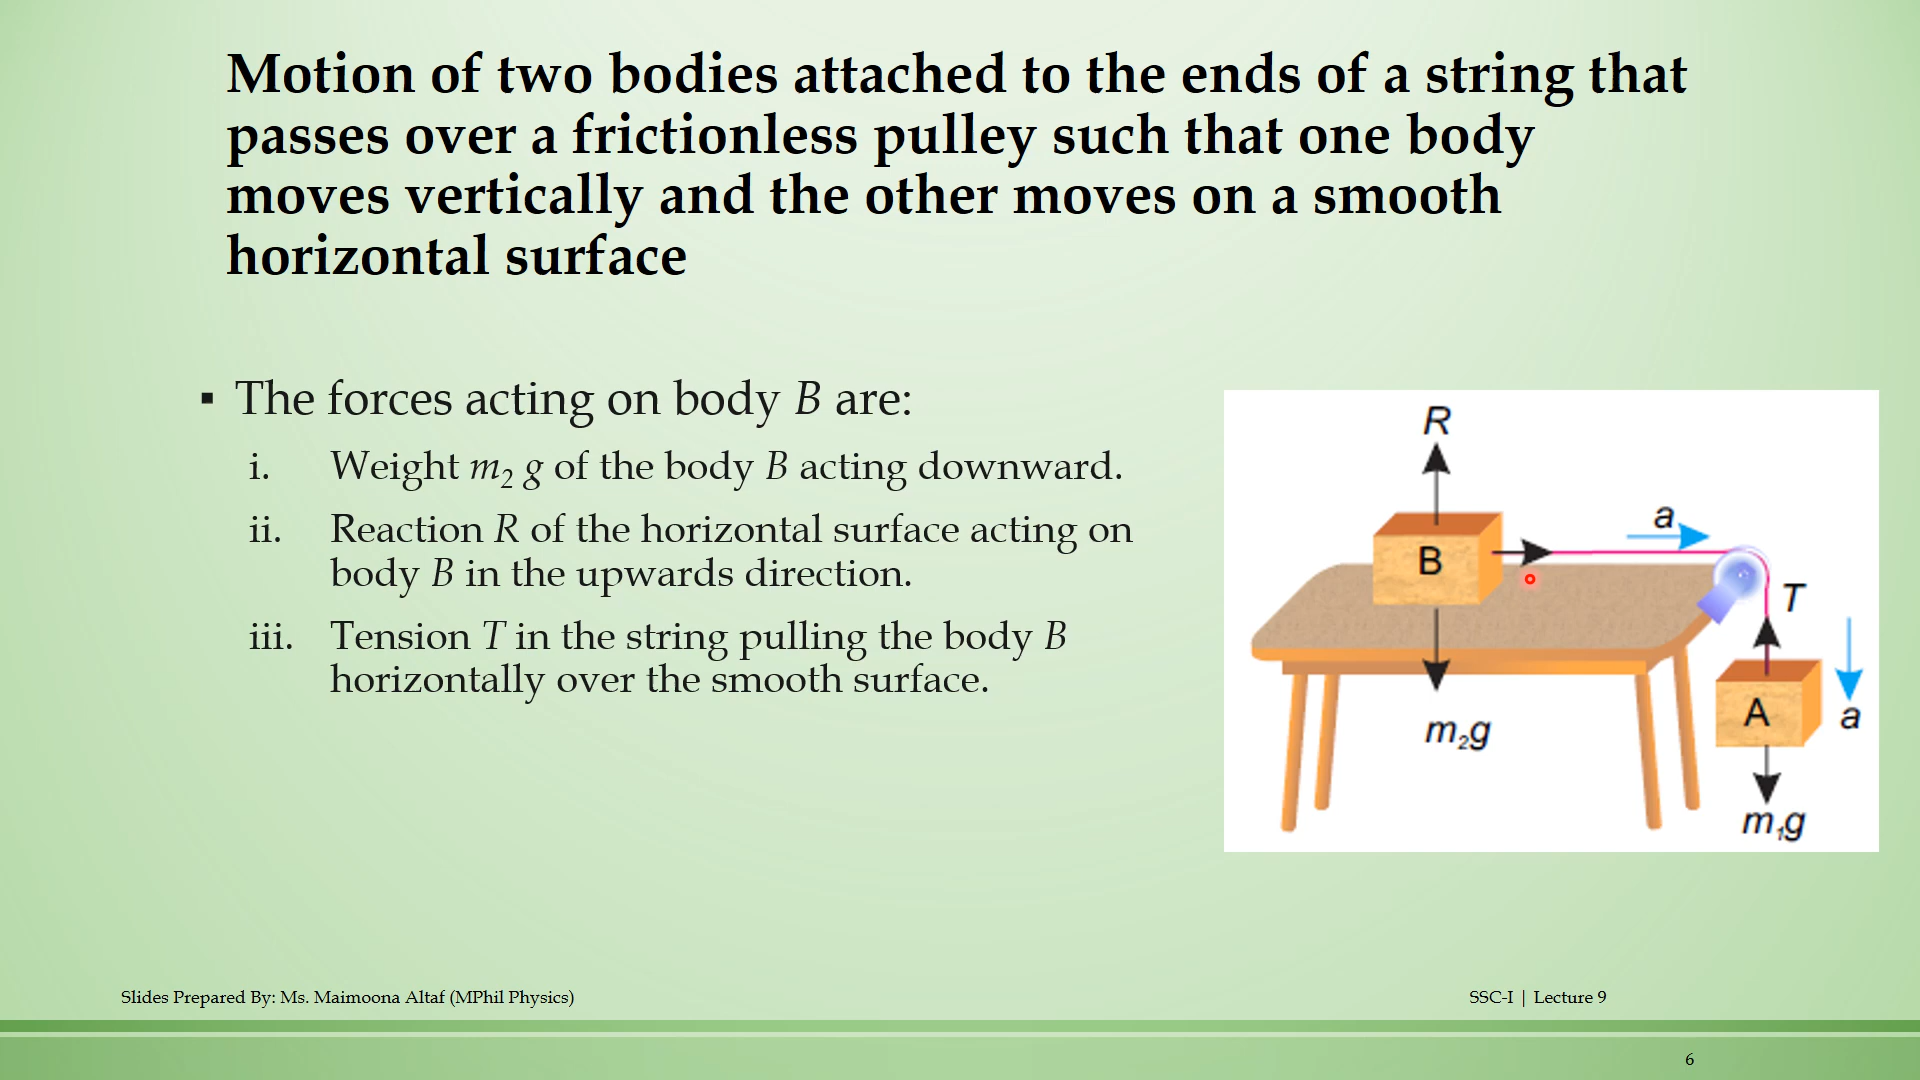 Motion of two bodies attached to the ends of a string that
passes over a frictionless pulley such that one body
moves vertically and the other moves on a smooth
horizontal surface
▪ The forces acting on body B are:
i. Weight m₂ g of the body B acting downward.
ii. Reaction R of the horizontal surface acting on
body B in the upwards direction.
iii. Tension T in the string pulling the body B
horizontally over the smooth surface.
R
a
B
T
A
a
m₂g
m₁g
Slides Prepared By: Ms. Maimoona Altaf (MPhil Physics)
SSC-I | Lecture 9
6